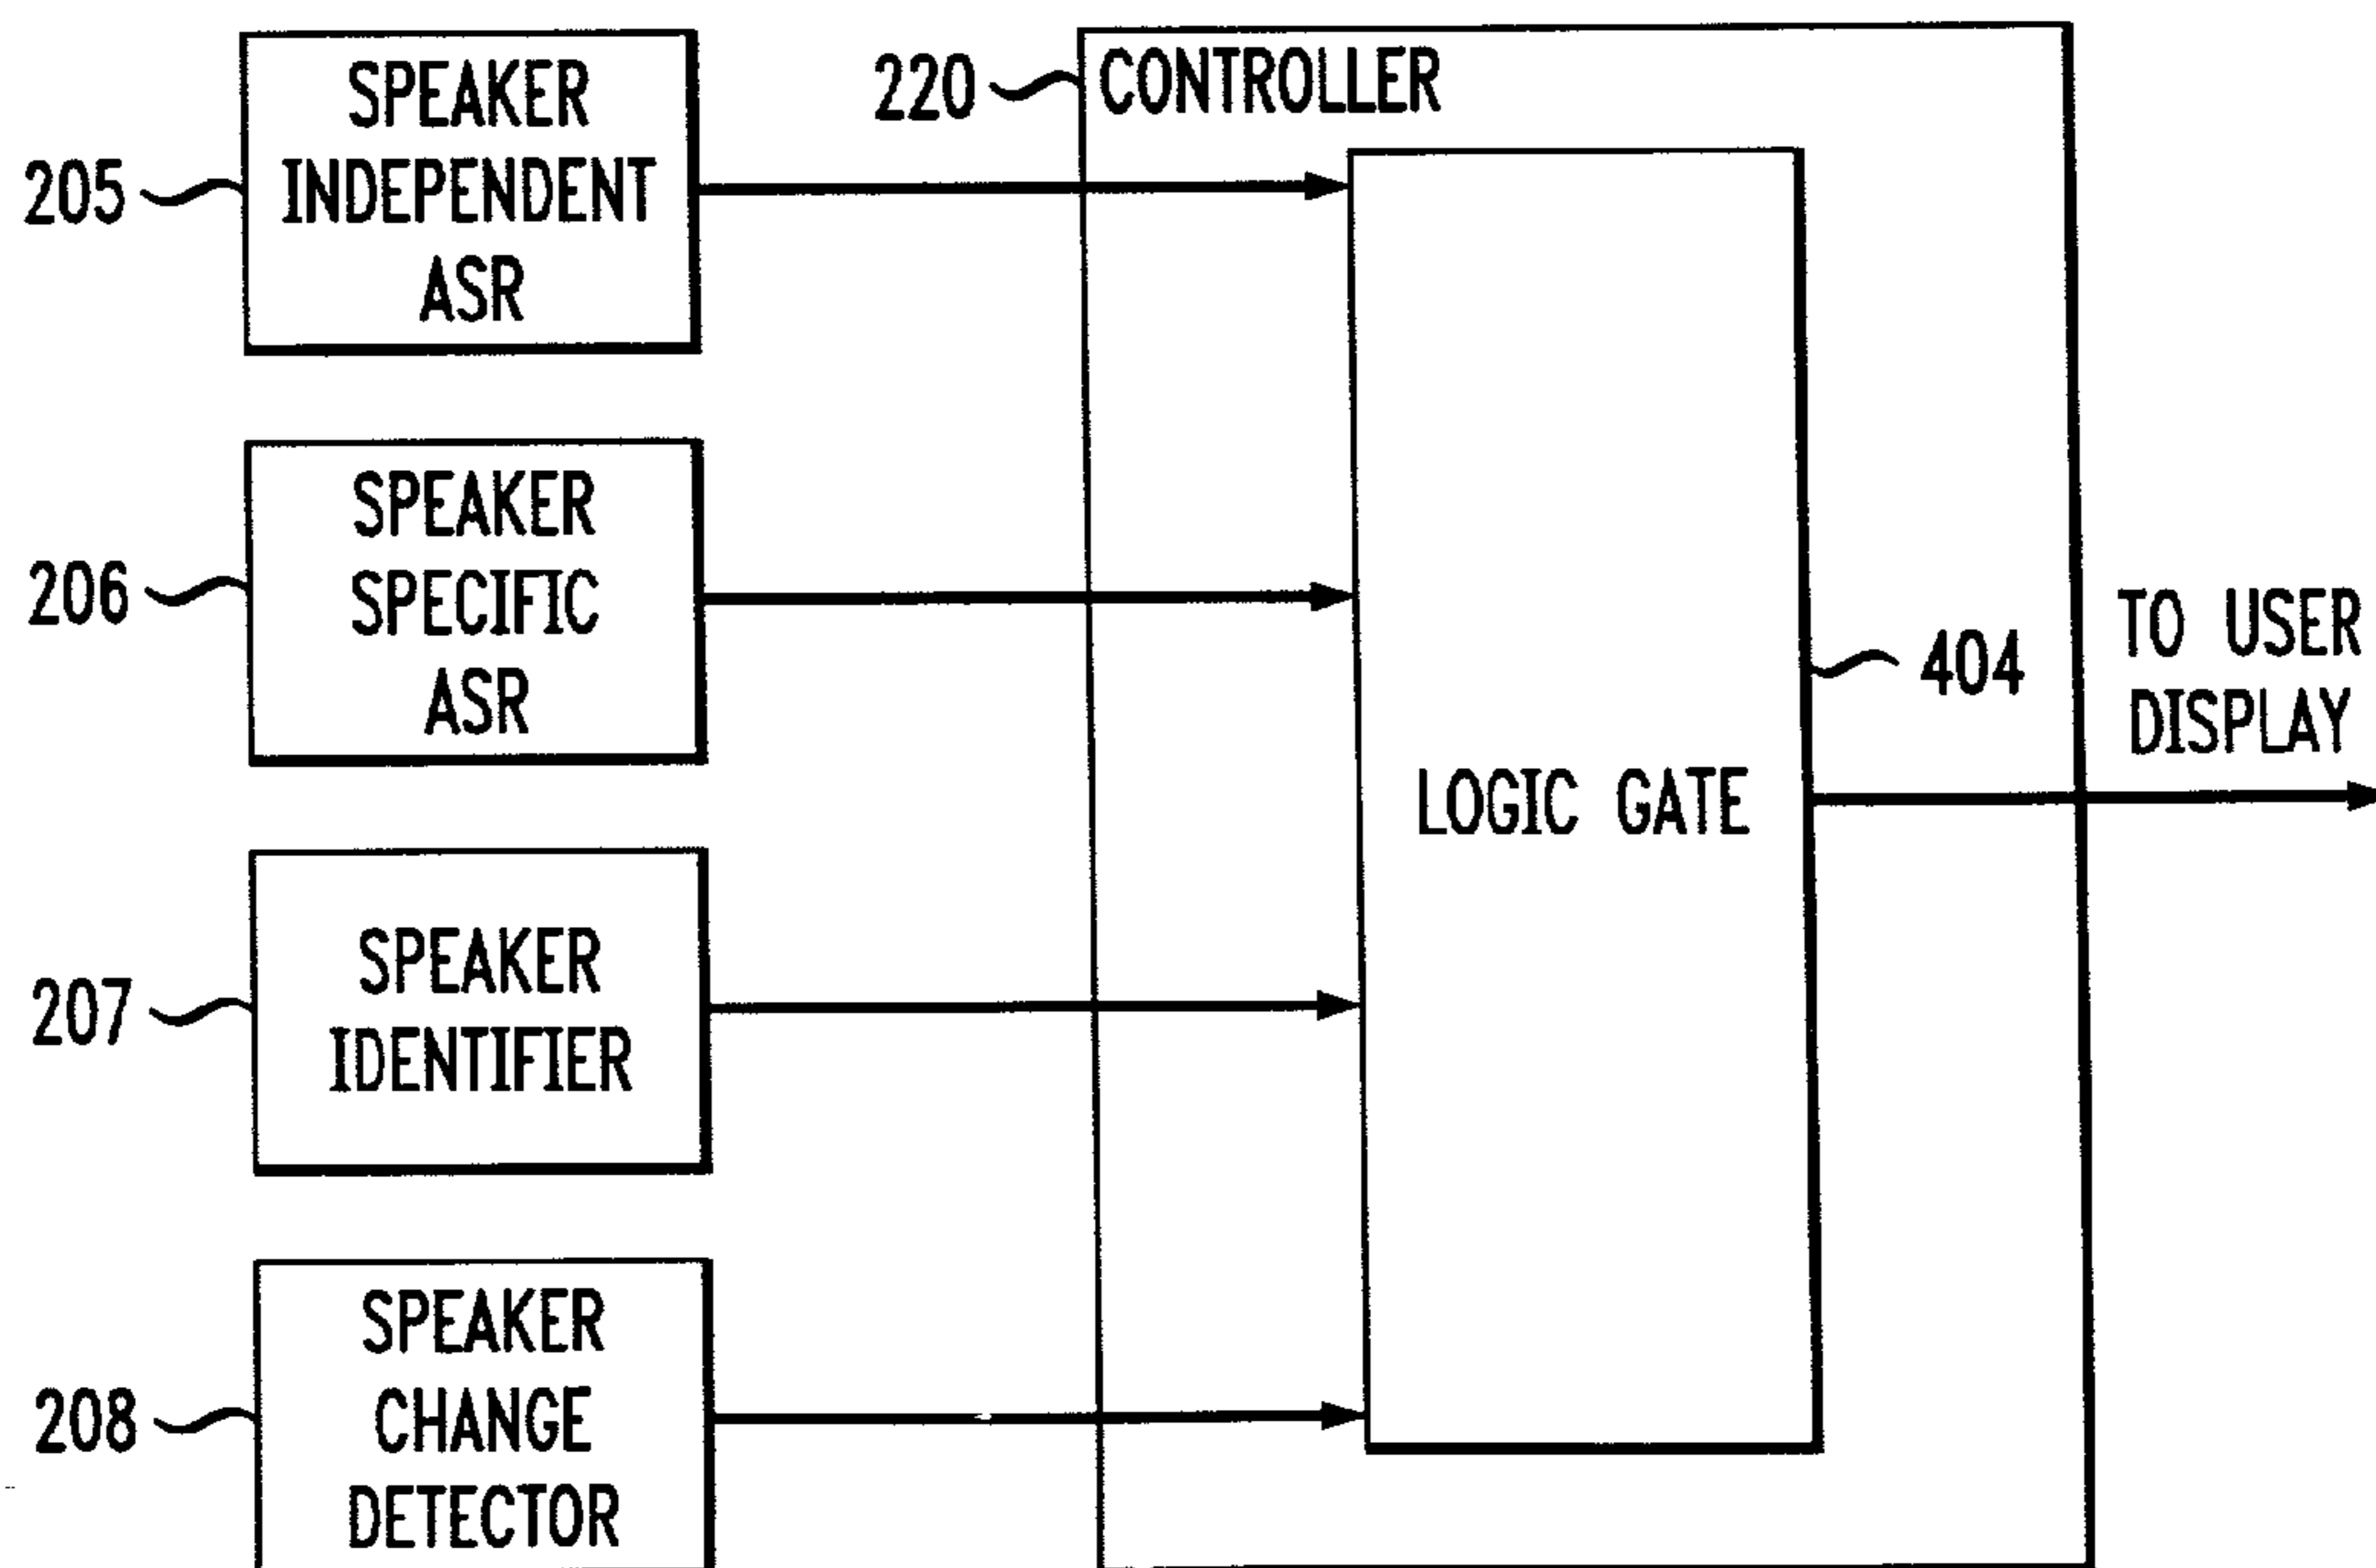 SPEAKER
INDEPENDENT
ASR
205
220
CONTROLLER
SPEAKER
SPECIFIC
ASR
206
SPEAKER
IDENTIFIER
207
SPEAKER
CHANGE
DETECTOR
208
LOGIC GATE
404
TO USER
DISPLAY